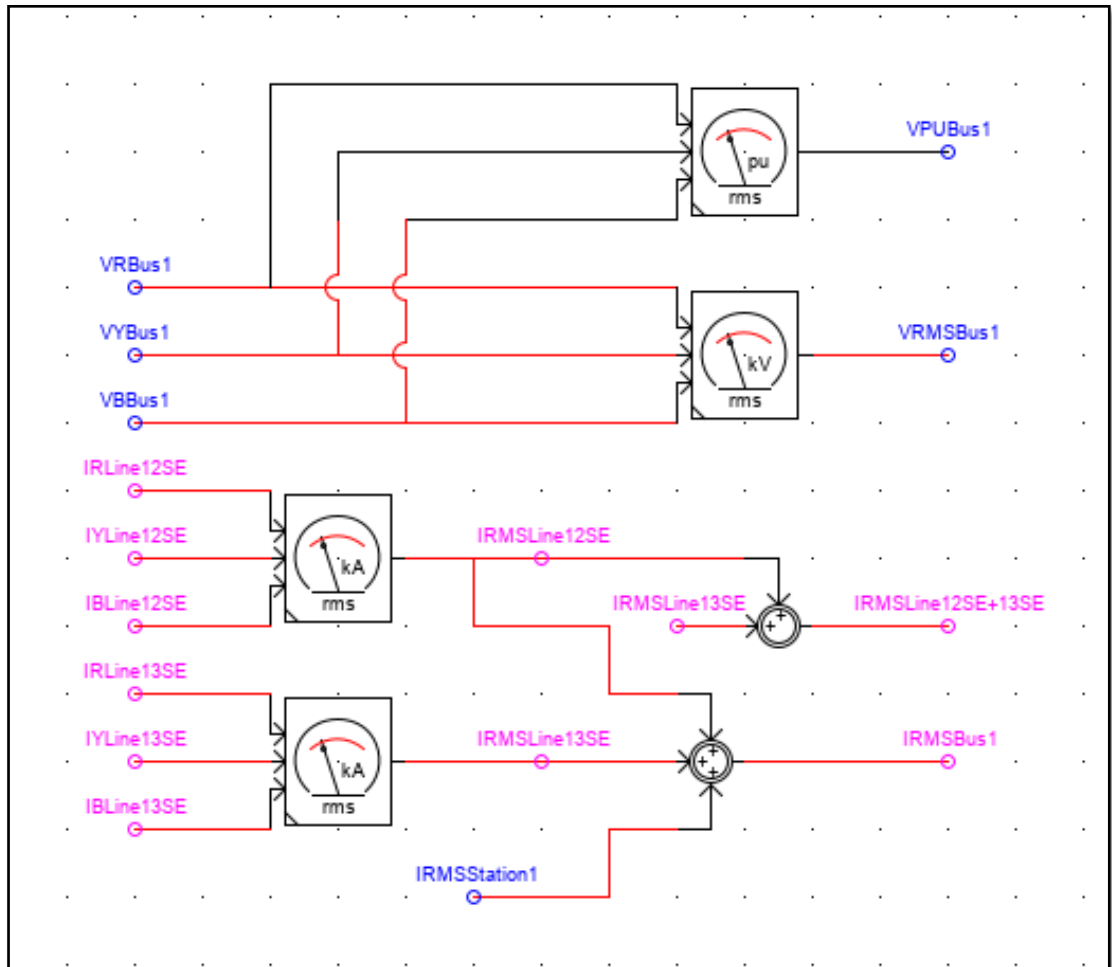 VPUBus1
pu
rms
VRBus1
VYBus1
VRMSBus1
kV
rms
VBBus1
IRLine12SE
IYLine12SE
IRMSLine12SE
kA
rms
IBLine12SE
IRMSLine13SE
IRMSLine12SE+13SE
+
+
IRLine13SE
IYLine13SE
IRMSLine13SE
IRMSBus1
+
+
+
kA
rms
IBLine13SE
IRMSStation1